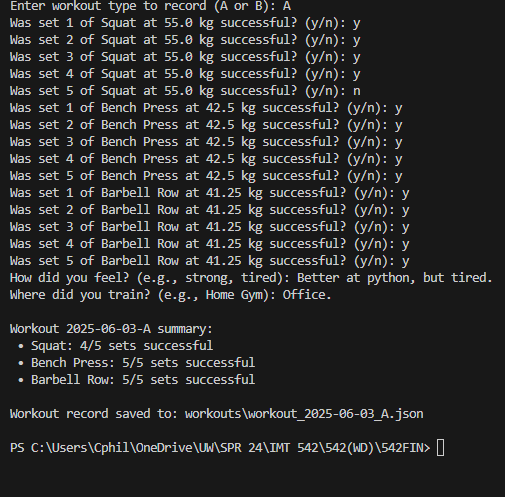 Enter workout type to record (A or B): A
Was set 1 of Squat at 55.0 kg successful? (y/n): y
Was set 2 of Squat at 55.0 kg successful? (y/n): y
Was set 3 of Squat at 55.0 kg successful? (y/n): y
Was set 4 of Squat at 55.0 kg successful? (y/n): y
Was set 5 of Squat at 55.0 kg successful? (y/n): n
Was set 1 of Bench Press at 42.5 kg successful? (y/n): y
Was set 2 of Bench Press at 42.5 kg successful? (y/n): y
Was set 3 of Bench Press at 42.5 kg successful? (y/n): y
Was set 4 of Bench Press at 42.5 kg successful? (y/n): y
Was set 5 of Bench Press at 42.5 kg successful? (y/n): y
Was set 1 of Barbell Row at 41.25 kg successful? (y/n): y
Was set 2 of Barbell Row at 41.25 kg successful? (y/n): y
Was set 3 of Barbell Row at 41.25 kg successful? (y/n): y
Was set 4 of Barbell Row at 41.25 kg successful? (y/n): y
Was set 5 of Barbell Row at 41.25 kg successful? (y/n): y
How did you feel? (e.g., strong, tired): Better at python, but tired.
Where did you train? (e.g., Home Gym): Office.

Workout 2025-06-03-A summary:
• Squat: 4/5 sets successful
• Bench Press: 5/5 sets successful
• Barbell Row: 5/5 sets successful

Workout record saved to: workouts\workout_2025-06-03_A.json

PS C:\Users\Cphil\OneDrive\UW\SPR 24\IMT 542\542(WD)\542FIN>